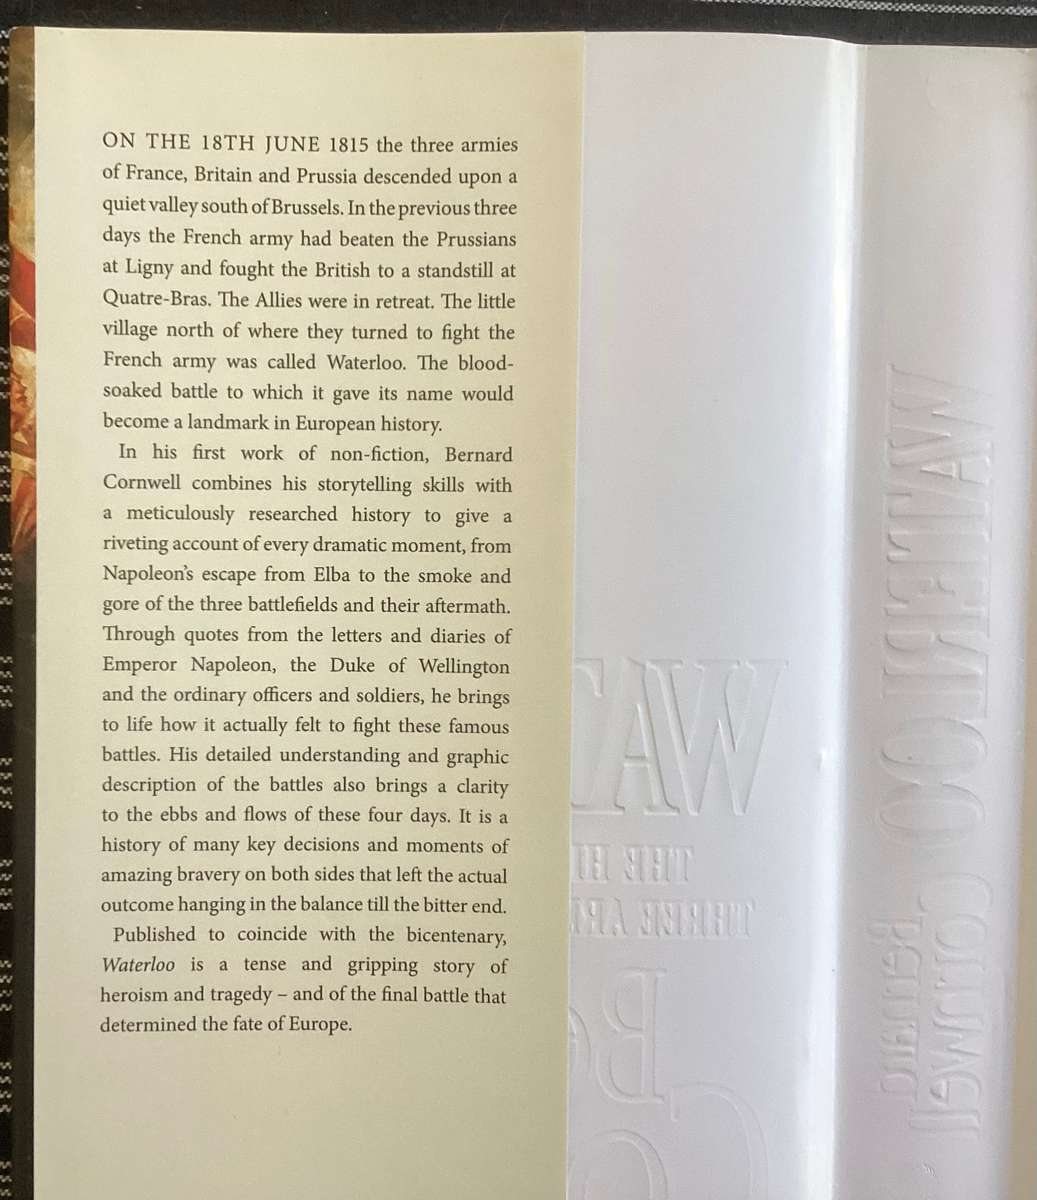 ON THE 18TH JUNE 1815 the three armies
of France, Britain and Prussia descended upon a
quiet valley south of Brussels. In the previous three
days the French army had beaten the Prussians
at Ligny and fought the British to a standstill at
Quatre-Bras. The Allies were in retreat. The little
village north of where they turned to fight the
French army was called Waterloo. The blood-
soaked battle to which it gave its name would
become a landmark in European history.
In his first work of non-fiction, Bernard
Cornwell combines his storytelling skills with
a meticulously researched history to give a
riveting account of every dramatic moment, from
Napoleon's escape from Elba to the smoke and
gore of the three battlefields and their aftermath.
Through quotes from the letters and diaries of
Emperor Napoleon, the Duke of Wellington
and the ordinary officers and soldiers, he brings
to life how it actually felt to fight these famous
battles. His detailed understanding and graphic
description of the battles also brings a clarity
to the ebbs and flows of these four days. It is a
history of many key decisions and moments of
amazing bravery on both sides that left the actual
outcome hanging in the balance till the bitter end.
Published to coincide with the bicentenary,
Waterloo is a tense and gripping story of
heroism and tragedy – and of the final battle that
determined the fate of Europe.
WAT
THE HI
THREE AR
Be
Co
WATERLOO
Bernard
Cornwell